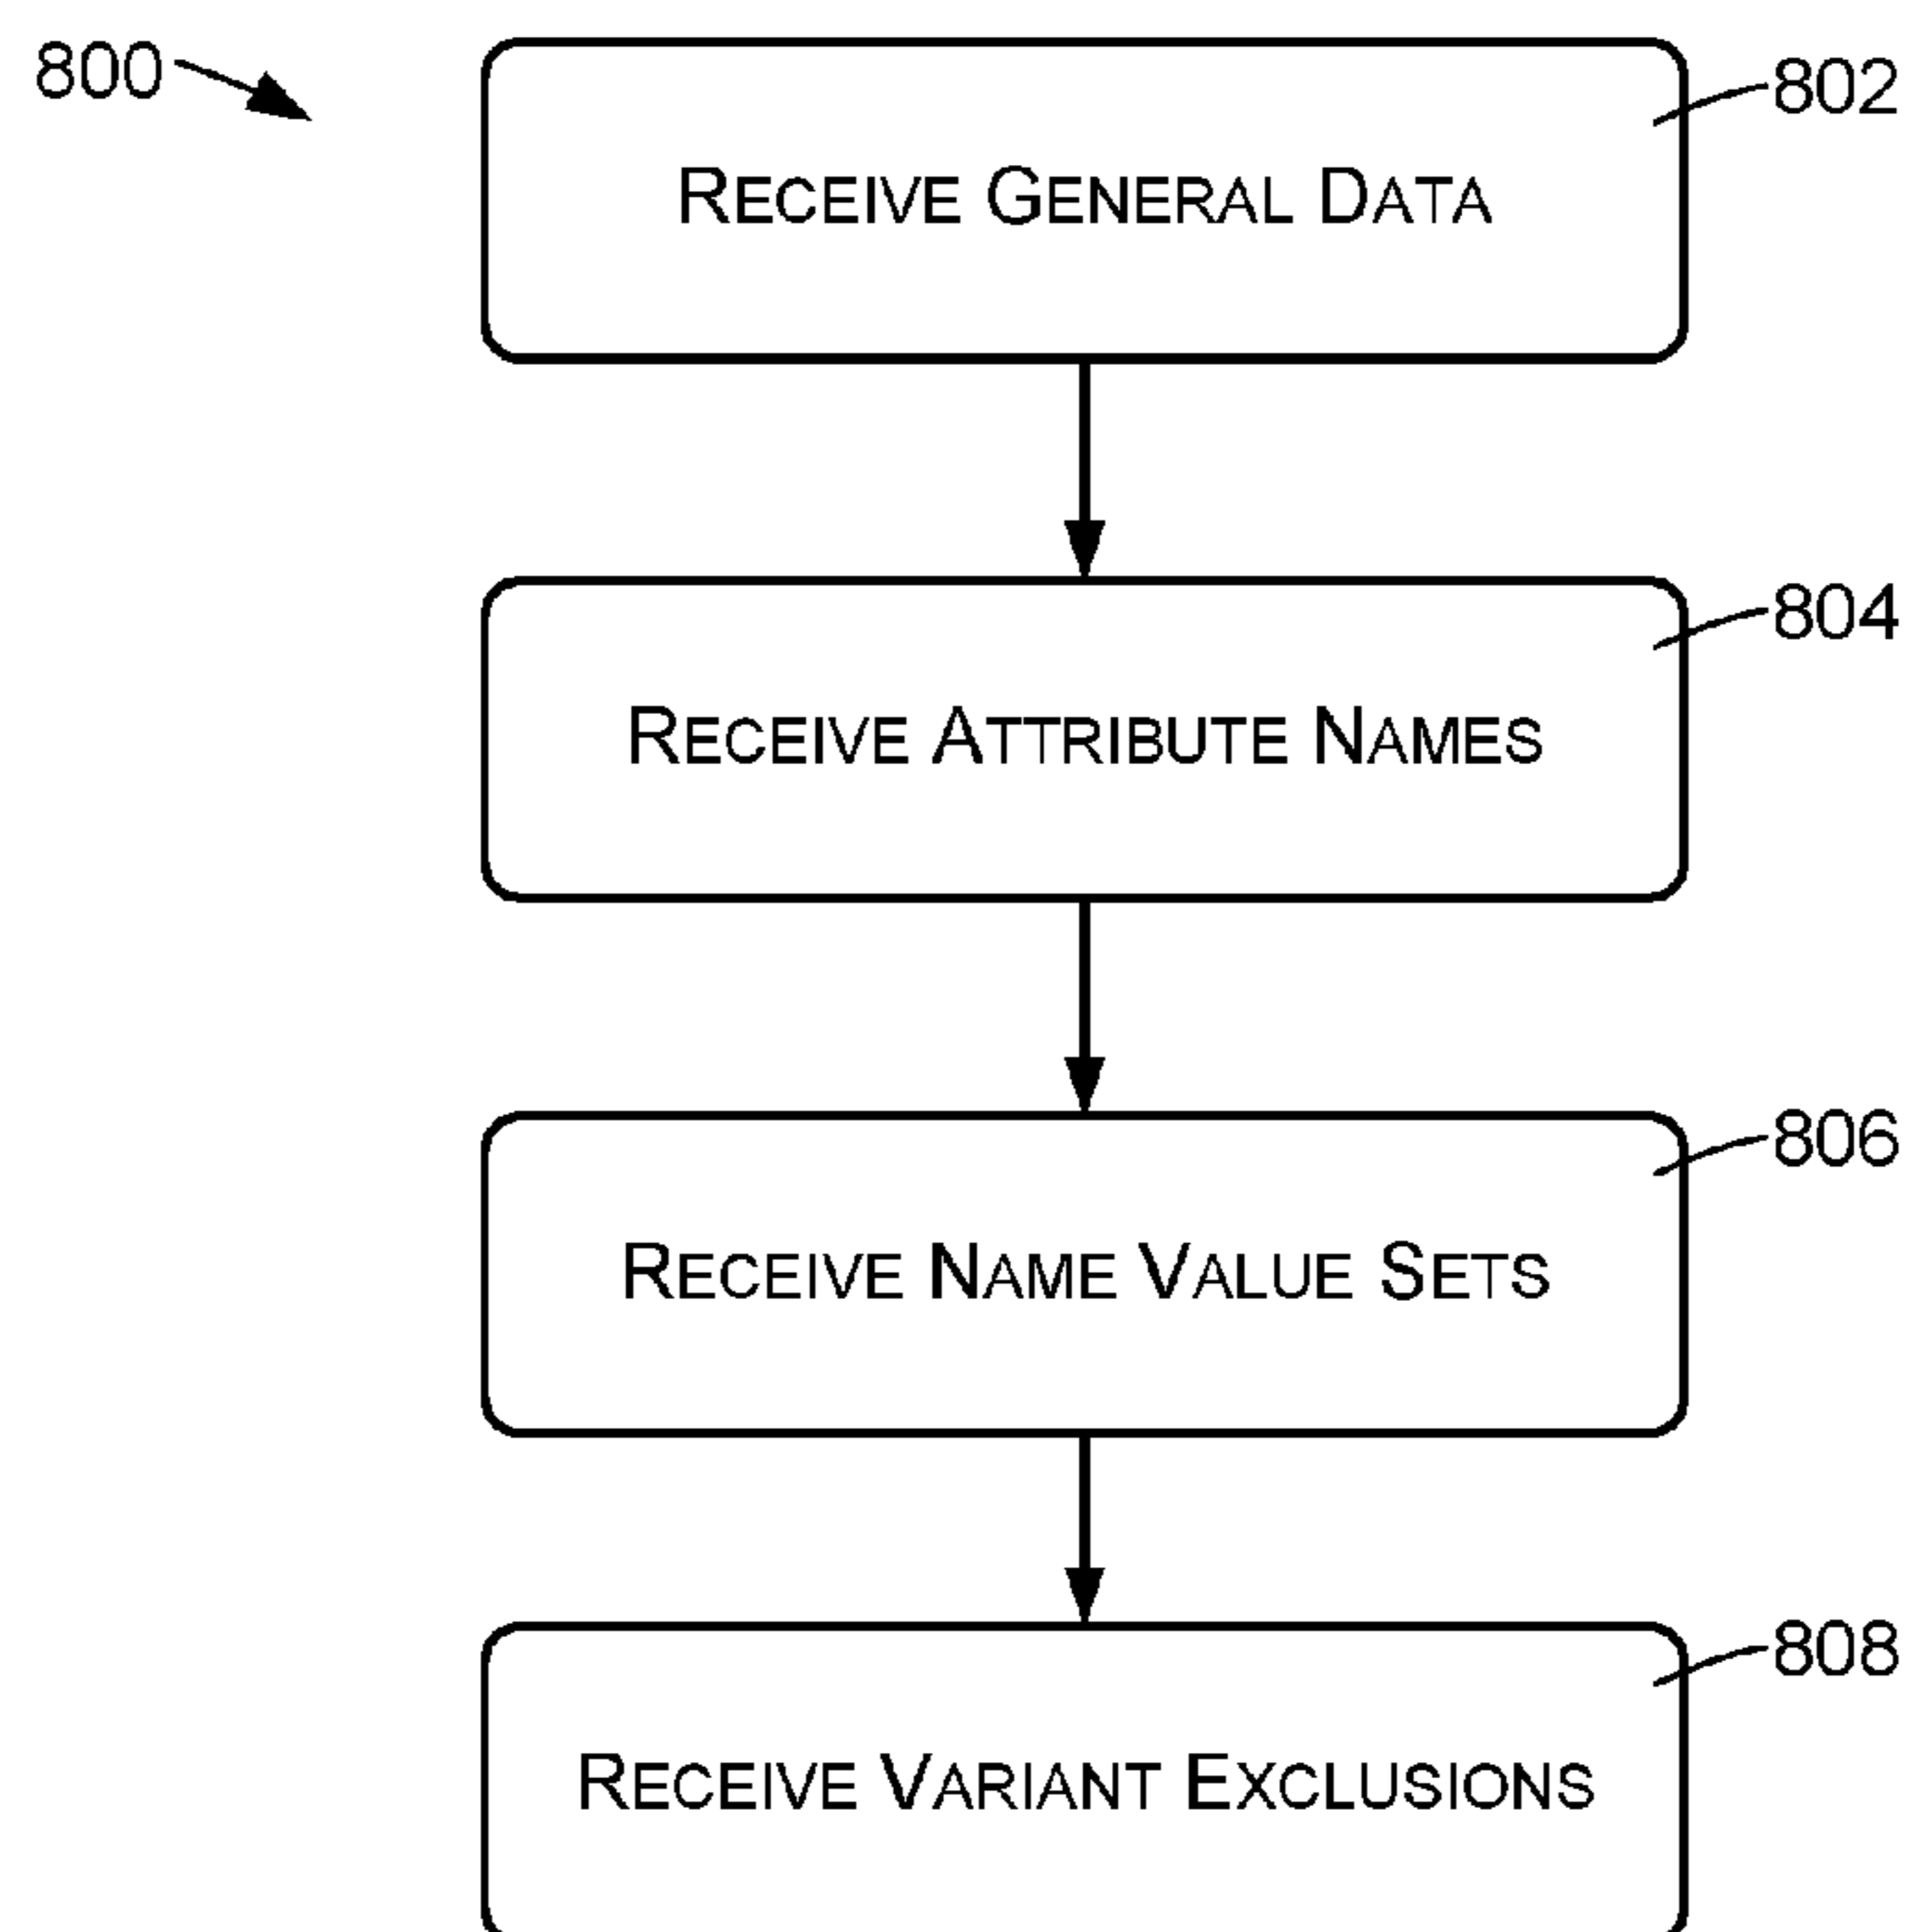 800
802
RECEIVE GENERAL DATA
804
RECEIVE ATTRIBUTE NAMES
806
RECEIVE NAME VALUE SETS
808
RECEIVE VARIANT EXCLUSIONS